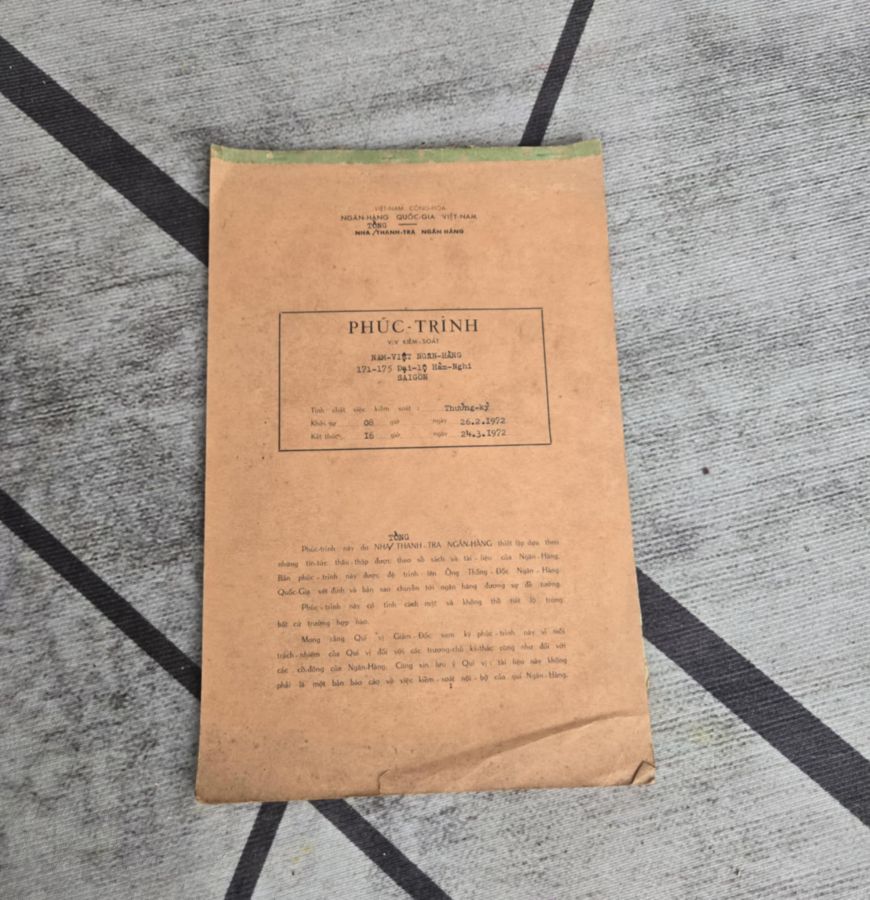 VIỆT-NAM CỘNG-HÒA
NGÂN-HÀNG QUỐC-GIA VIỆT-NAM
TỔNG
NHA/THANH-TRA NGÂN HÀNG
PHÚC-TRÌNH
V/V KIỂM-SOÁT
NAM-VIỆT NGÂN-HÀNG
171-175 Đại-lộ Hàm-Nghi
SAIGON
Tính chất việc kiểm soát : Thường-kỳ
Khởi sự 08 giờ ngày 26.2.1972
Kết thúc 16 giờ ngày 24.3.1972
TỔNG
Phúc-trình này do NHA/THANH-TRA NGÂN-HÀNG thiết lập dựa theo
những tin-tức thâu-thập được theo sổ sách và tài-liệu của Ngân-Hàng.
Bản phúc-trình này được đệ trình lên Ông Thống-Đốc Ngân-Hàng
Quốc-Gia xét định và bản sao chuyển tới ngân hàng đương sự để tường.
Phúc-trình này có tính cách mật và không thể tiết lộ trong
bất cứ trường hợp nào.
Mong rằng Quí vị Giám-Đốc xem kỹ phúc-trình này vì mỗi
trách-nhiệm của Quí vị đối với các trương-chủ ký-thác cũng như đối với
các cổ-đông của Ngân-Hàng. Cũng xin lưu ý Quí vị : tài liệu này không
phải là một bản báo cáo về việc kiểm-soát nội-bộ của quí Ngân-Hàng.
1